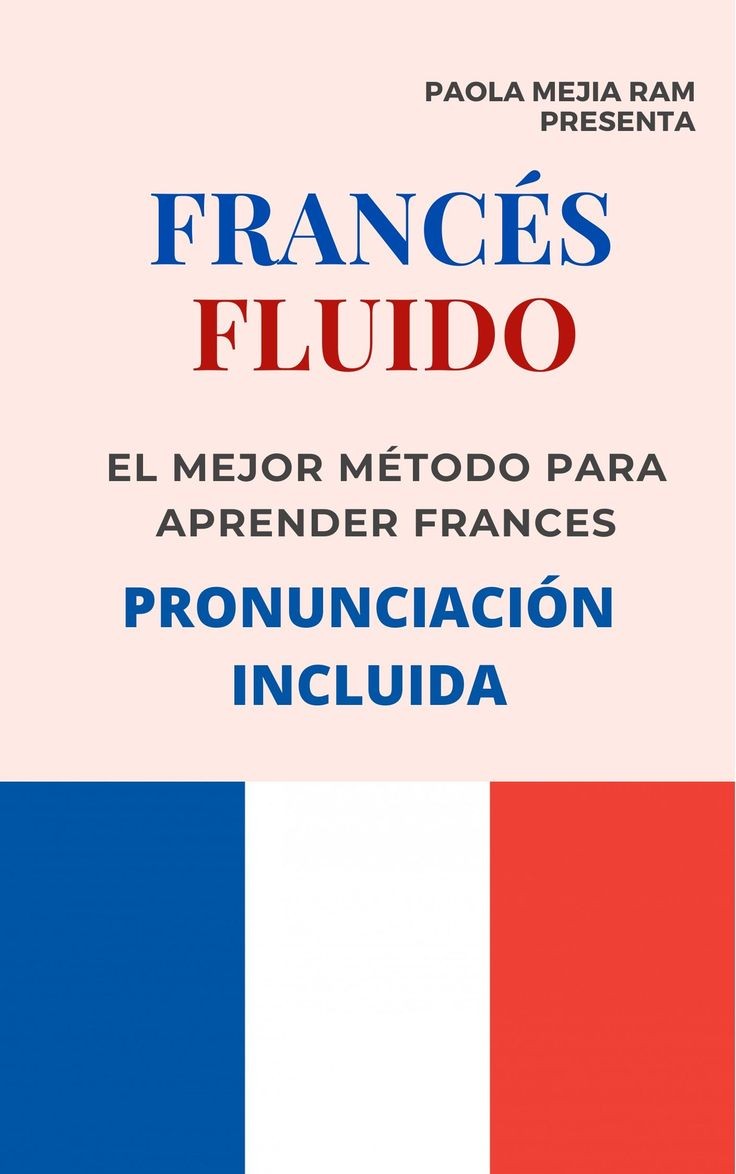 PAOLA MEJIA RAM
PRESENTA
FRANCÉS
FLUIDO
EL MEJOR MÉTODO PARA
APRENDER FRANCES
PRONUNCIACIÓN
INCLUIDA